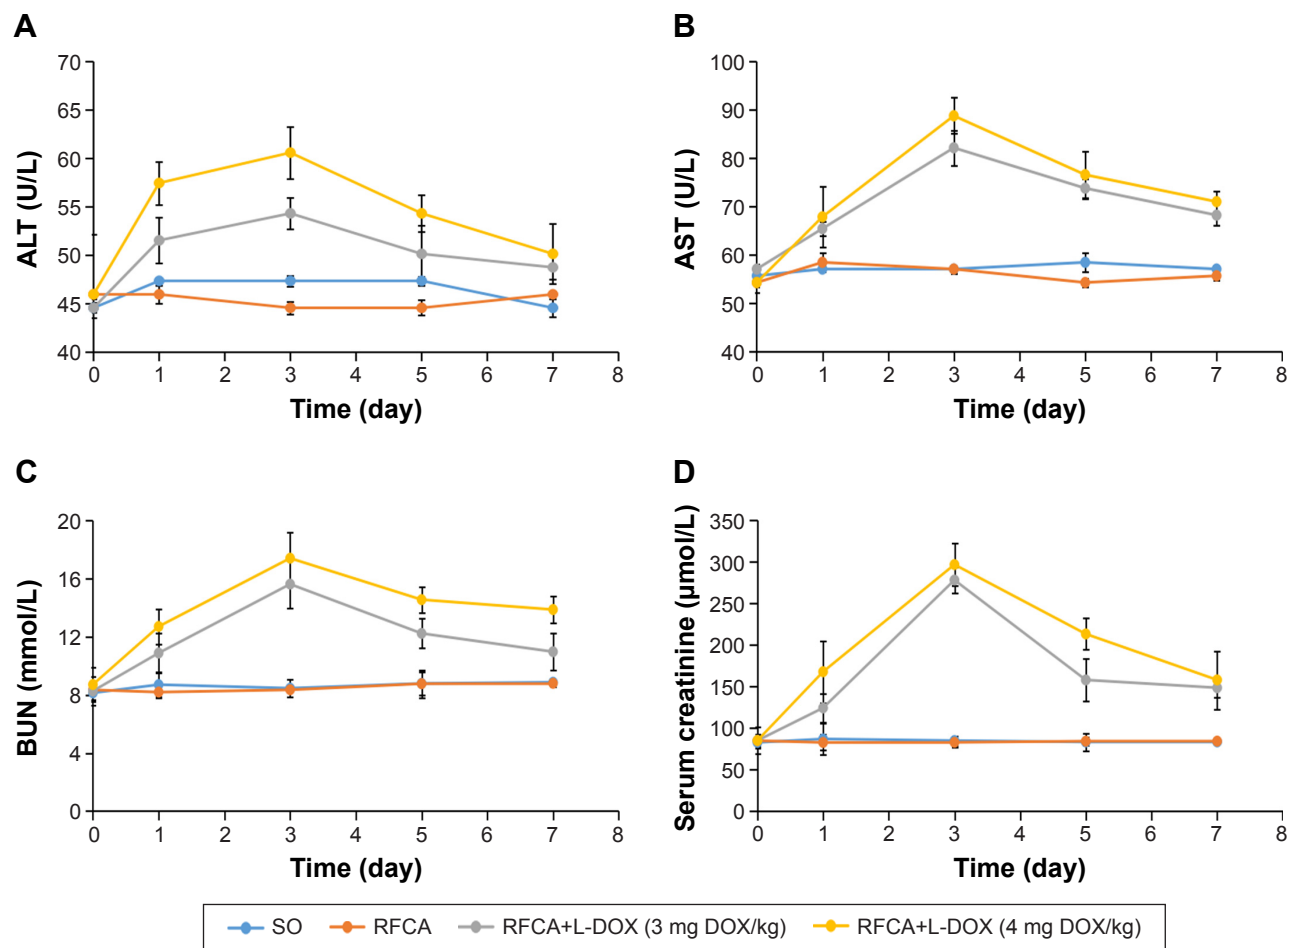 A
70
65
60
55
50
45
40
ALT (U/L)
0 1 2 3 4 5 6 7 8
Time (day)
B
100
90
80
70
60
50
40
AST (U/L)
0 1 2 3 4 5 6 7 8
Time (day)
C
20
16
12
8
4
0
BUN (mmol/L)
0 1 2 3 4 5 6 7 8
Time (day)
D
350
300
250
200
150
100
50
0
Serum creatinine (µmol/L)
0 1 2 3 4 5 6 7 8
Time (day)
SO RFCA RFCA+L-DOX (3 mg DOX/kg) RFCA+L-DOX (4 mg DOX/kg)